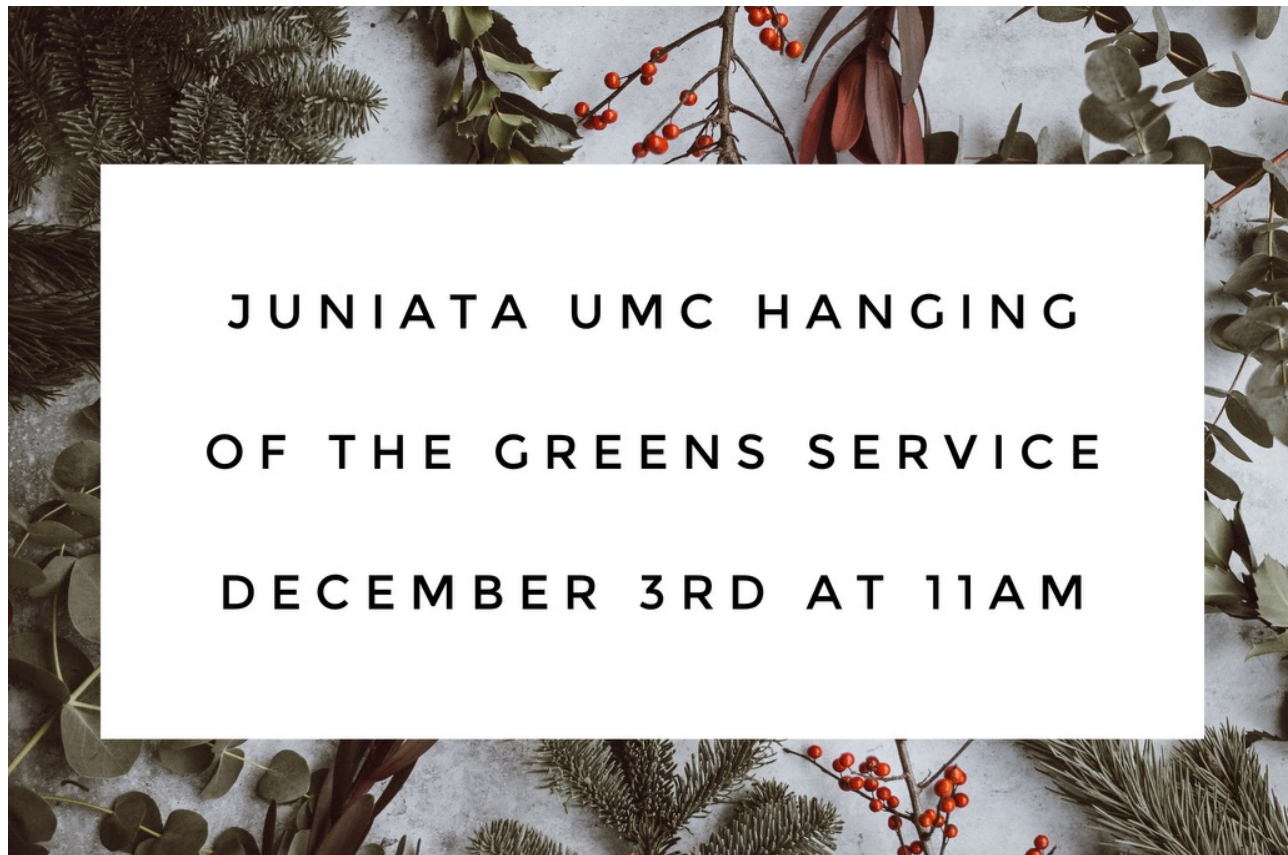 JUNIATA UMC HANGING
OF THE GREENS SERVICE
DECEMBER 3RD AT 11AM